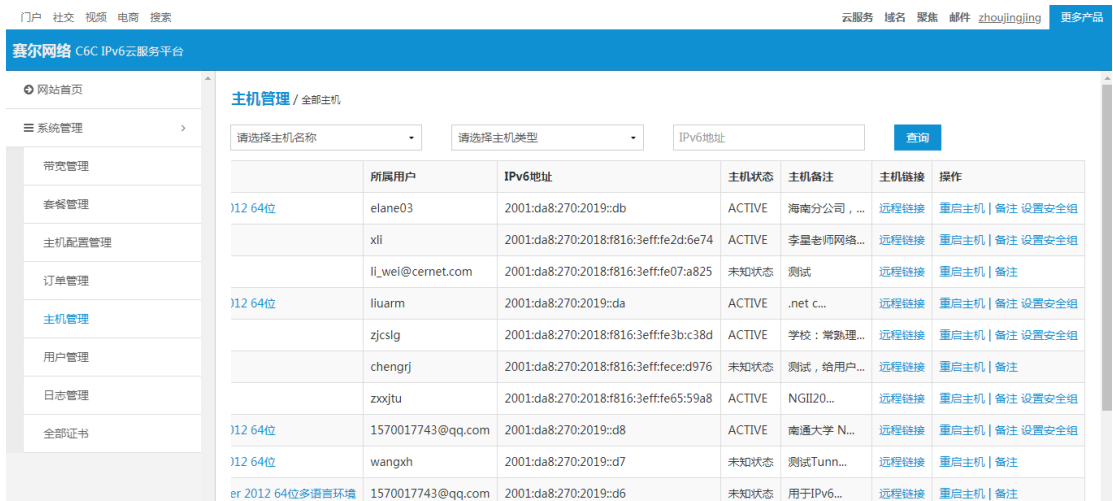 门户 社交 视频 电商 搜索 云服务 域名 聚焦 邮件 zhoujingjing 更多产品
赛尔网络 C6C IPv6云服务平台
网站首页
系统管理
带宽管理
套餐管理
主机配置管理
订单管理
主机管理
用户管理
日志管理
全部证书
主机管理 / 全部主机
请选择主机名称 请选择主机类型 IPv6地址 查询
所属用户 IPv6地址 主机状态 主机备注 主机链接 操作
012 64位 elane03 2001:da8:270:2019::db ACTIVE 海南分公司，... 远程链接 重启主机 | 备注 设置安全组
xli 2001:da8:270:2018:f816:3eff:fe2d:6e74 ACTIVE 李星老师网络... 远程链接 重启主机 | 备注 设置安全组
li_wei@cernet.com 2001:da8:270:2018:f816:3eff:fe07:a825 未知状态 测试 远程链接 重启主机 | 备注
012 64位 liuarm 2001:da8:270:2019::da ACTIVE .net c... 远程链接 重启主机 | 备注 设置安全组
zjcslg 2001:da8:270:2018:f816:3eff:fe3b:c38d ACTIVE 学校：常熟理... 远程链接 重启主机 | 备注 设置安全组
chengrj 2001:da8:270:2018:f816:3eff:fece:d976 未知状态 测试，给用户... 远程链接 重启主机 | 备注
zxxjtu 2001:da8:270:2018:f816:3eff:fe65:59a8 ACTIVE NGII20... 远程链接 重启主机 | 备注 设置安全组
012 64位 1570017743@qq.com 2001:da8:270:2019::d8 ACTIVE 南通大学 N... 远程链接 重启主机 | 备注 设置安全组
012 64位 wangxh 2001:da8:270:2019::d7 未知状态 测试Tunn... 远程链接 重启主机 | 备注
er 2012 64位多语言环境 1570017743@qq.com 2001:da8:270:2019::d6 未知状态 用于IPv6... 远程链接 重启主机 | 备注